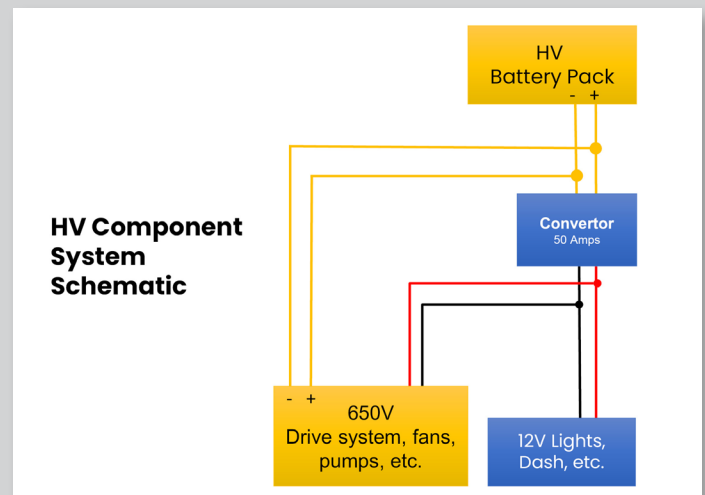 HV
Battery Pack
- +
HV Component
System
Schematic
Convertor
50 Amps
- +
650V
Drive system, fans,
pumps, etc.
12V Lights,
Dash, etc.